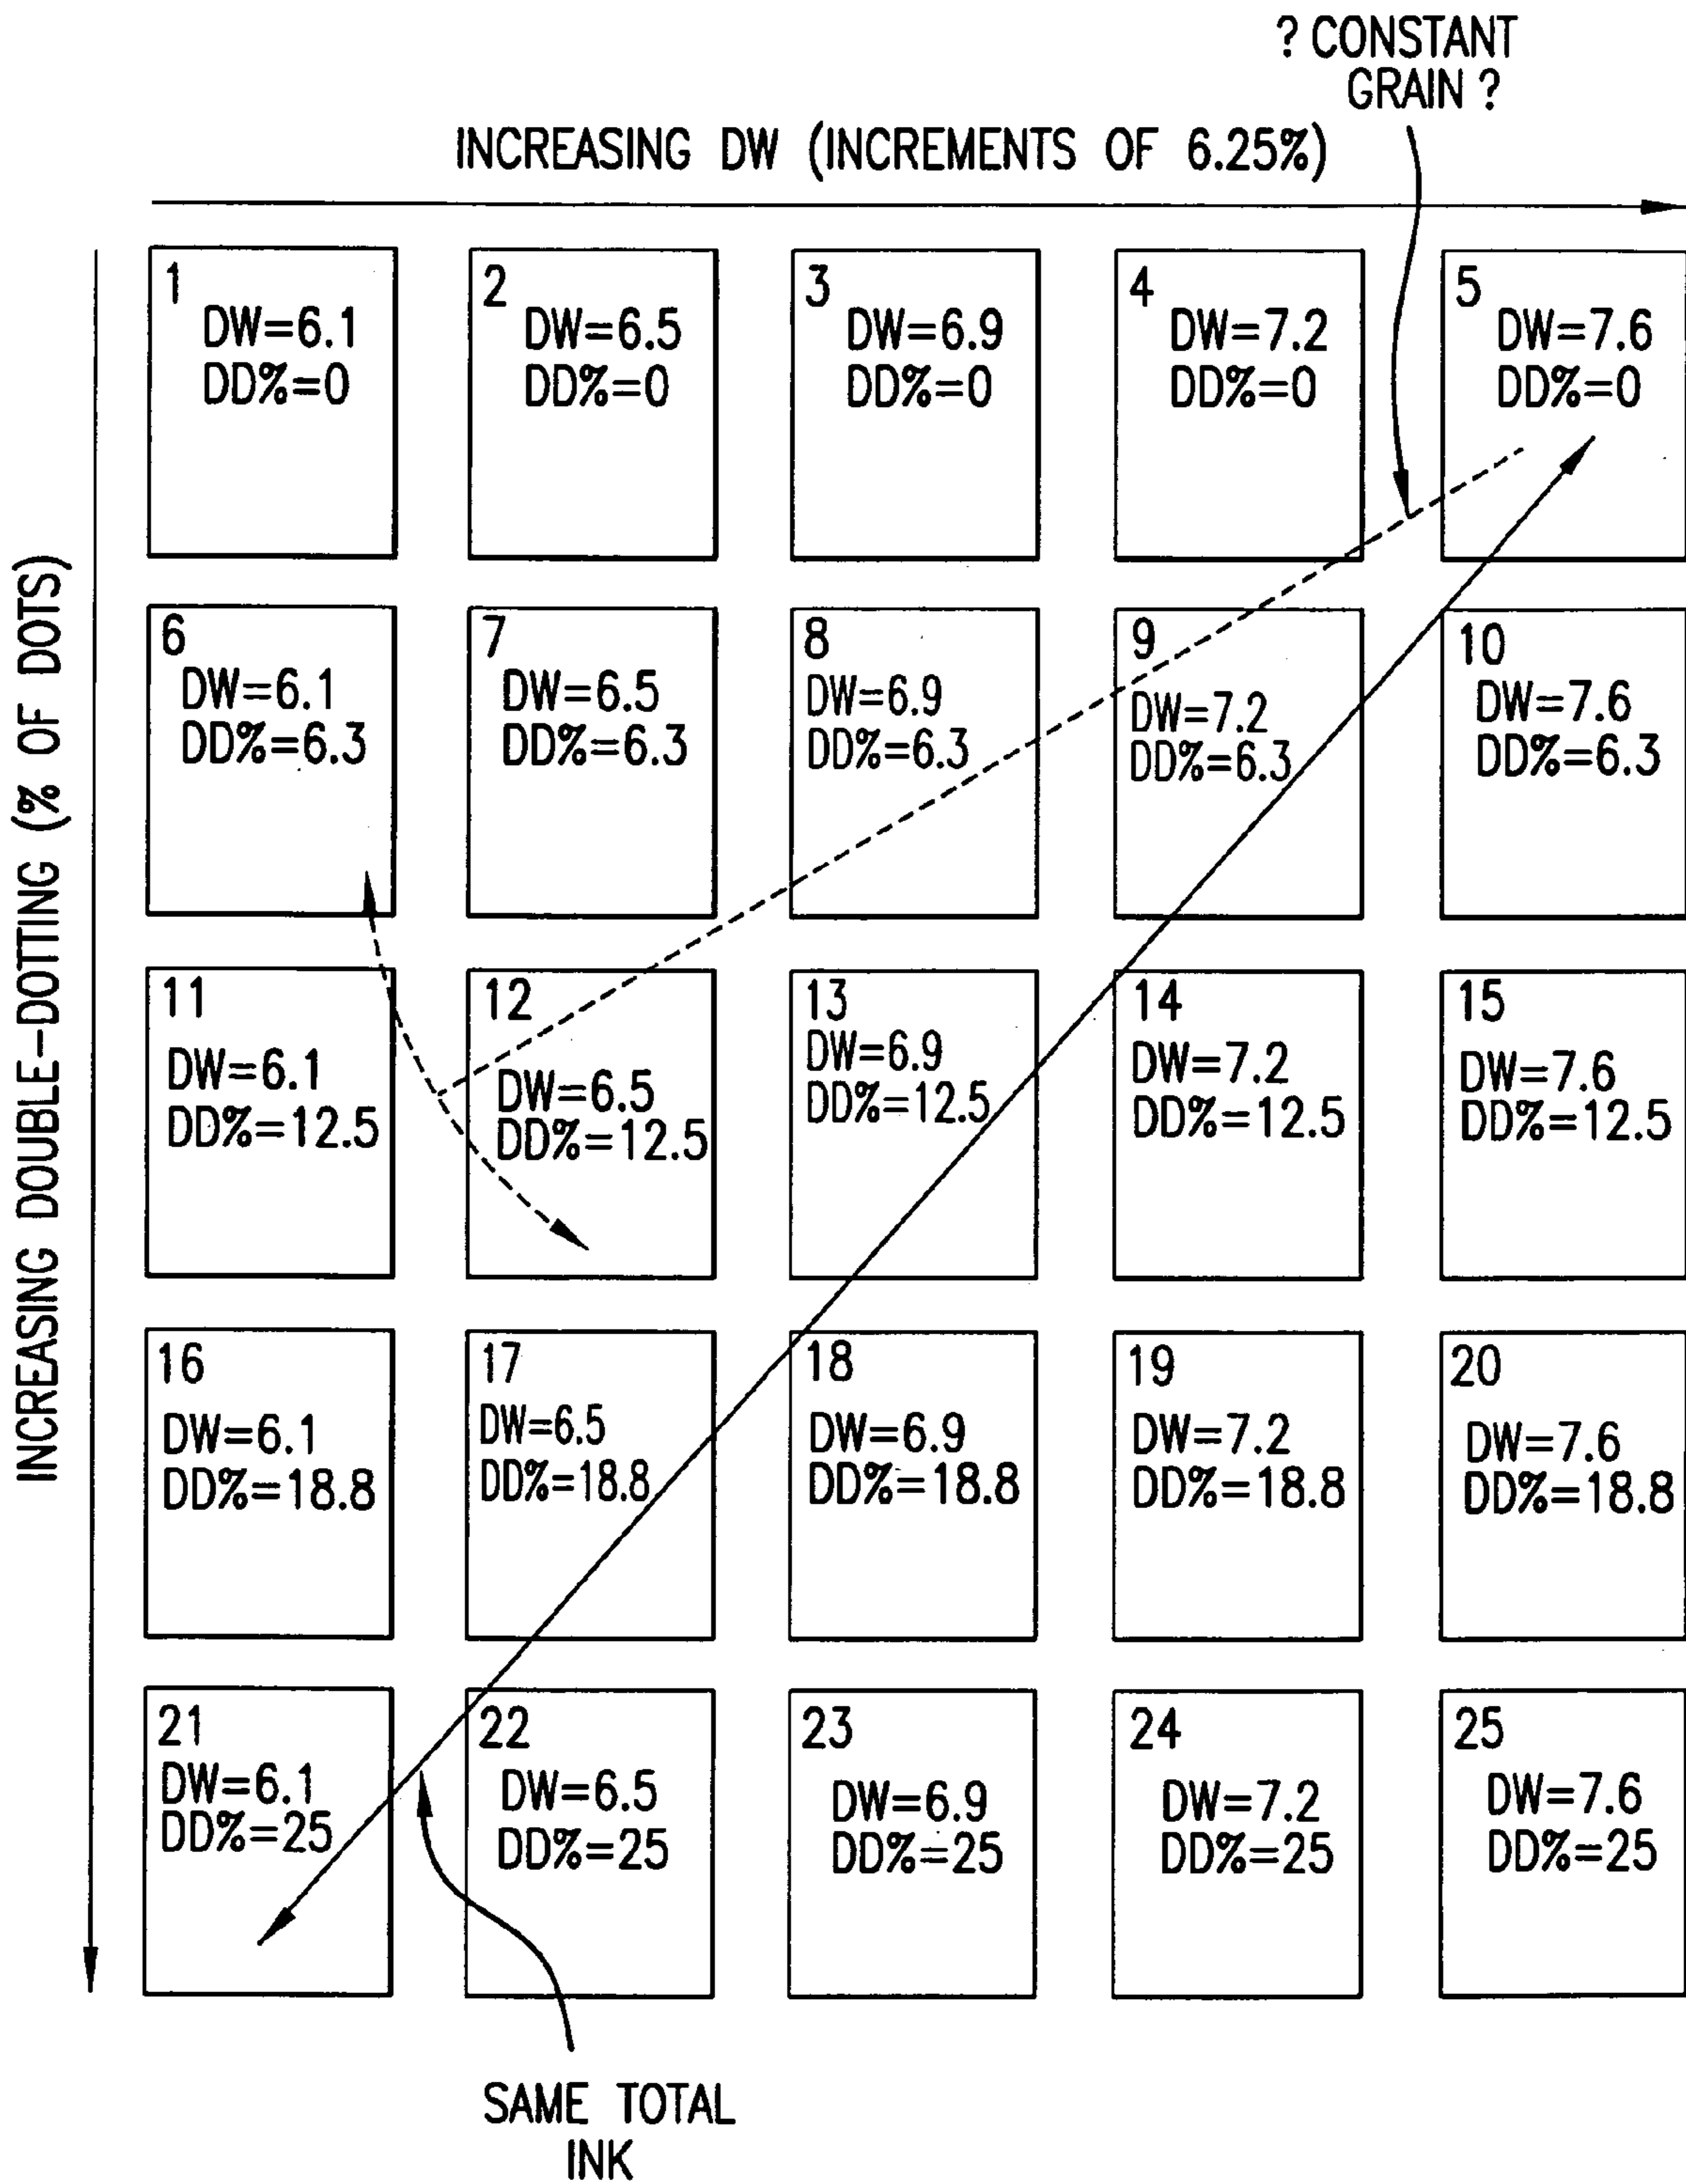 ? CONSTANT
GRAIN ?
INCREASING DW (INCREMENTS OF 6.25%)
INCREASING DOUBLE-DOTTING (% OF DOTS)
1
DW=6.1
DD%=0
2
DW=6.5
DD%=0
3
DW=6.9
DD%=0
4
DW=7.2
DD%=0
5
DW=7.6
DD%=0
6
DW=6.1
DD%=6.3
7
DW=6.5
DD%=6.3
8
DW=6.9
DD%=6.3
9
DW=7.2
DD%=6.3
10
DW=7.6
DD%=6.3
11
DW=6.1
DD%=12.5
12
DW=6.5
DD%=12.5
13
DW=6.9
DD%=12.5
14
DW=7.2
DD%=12.5
15
DW=7.6
DD%=12.5
16
DW=6.1
DD%=18.8
17
DW=6.5
DD%=18.8
18
DW=6.9
DD%=18.8
19
DW=7.2
DD%=18.8
20
DW=7.6
DD%=18.8
21
DW=6.1
DD%=25
22
DW=6.5
DD%=25
23
DW=6.9
DD%=25
24
DW=7.2
DD%=25
25
DW=7.6
DD%=25
SAME TOTAL
INK